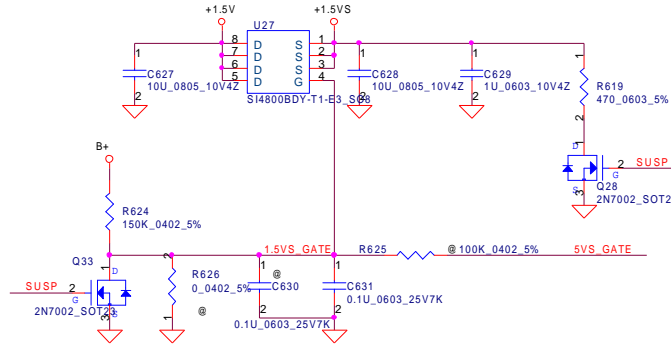 +1.5V
+1.5VS
U27
8 D S 1
7 D S 2
6 D S 3
5 D G 4
SI4800BDY-T1-E3_SO8
1
C627
10U_0805_10V4Z
2
1
C628
10U_0805_10V4Z
2
1
C629
1U_0603_10V4Z
2
1
R619
470_0603_5%
2
1
D
2
SUSP
G
S
3
Q28
2N7002_SOT2
B+
R624
150K_0402_5%
1.5VS_GATE
R625
@ 100K_0402_5%
5VS_GATE
Q33
1
D
SUSP
2
G
S
3
2N7002_SOT23
2
R626
0_0402_5%
1
@
1
@
C630
2
0.1U_0603_25V7K
1
C631
0.1U_0603_25V7K
2